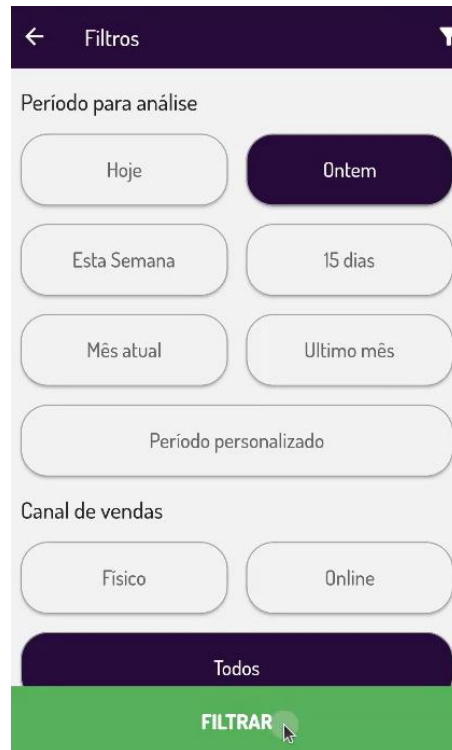 Filtros
Período para análise
Hoje
Ontem
Esta Semana
15 dias
Mês atual
Ultimo mês
Período personalizado
Canal de vendas
Físico
Online
Todos
FILTRAR